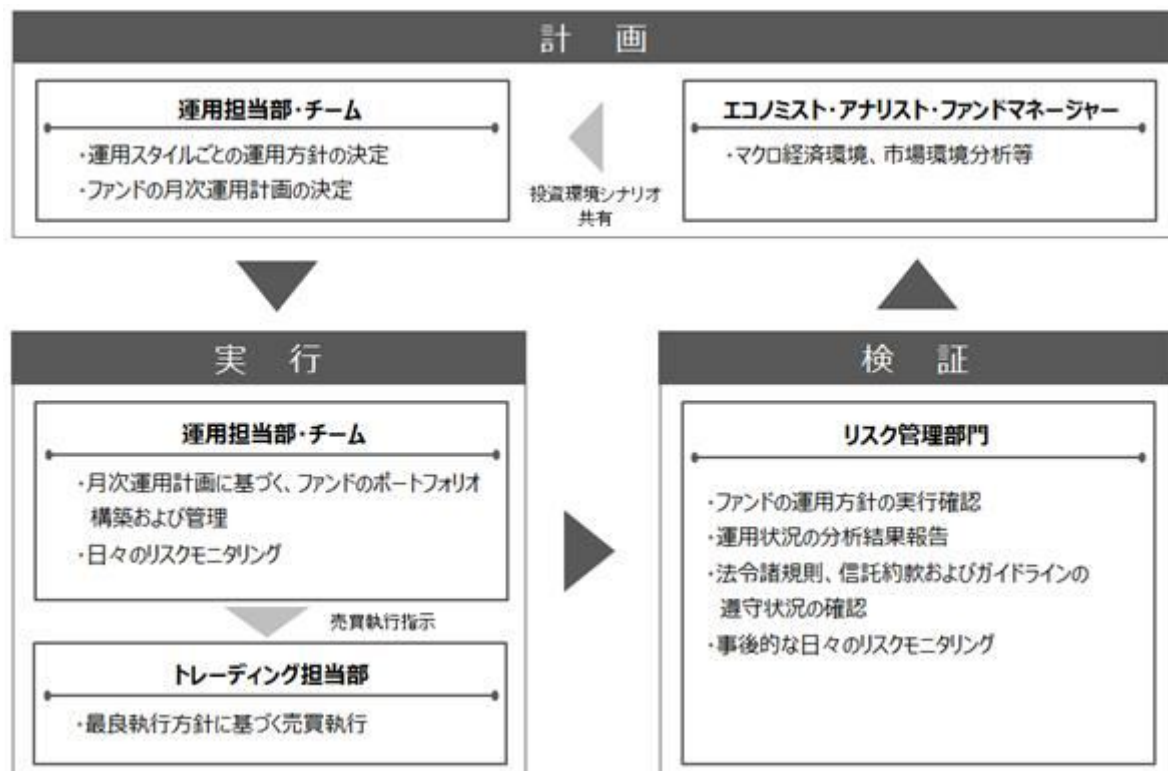 計 画
運用担当部・チーム
・運用スタイルごとの運用方針の決定
・ファンドの月次運用計画の決定
投資環境シナリオ
共有
エコノミスト・アナリスト・ファンドマネージャー
・マクロ経済環境、市場環境分析等
実 行
運用担当部・チーム
・月次運用計画に基づく、ファンドのポートフォリオ
構築および管理
・日々のリスクモニタリング
売買執行指示
トレーディング担当部
・最良執行方針に基づく売買執行
検 証
リスク管理部門
・ファンドの運用方針の実行確認
・運用状況の分析結果報告
・法令諸規則、信託約款およびガイドラインの
遵守状況の確認
・事後的な日々のリスクモニタリング